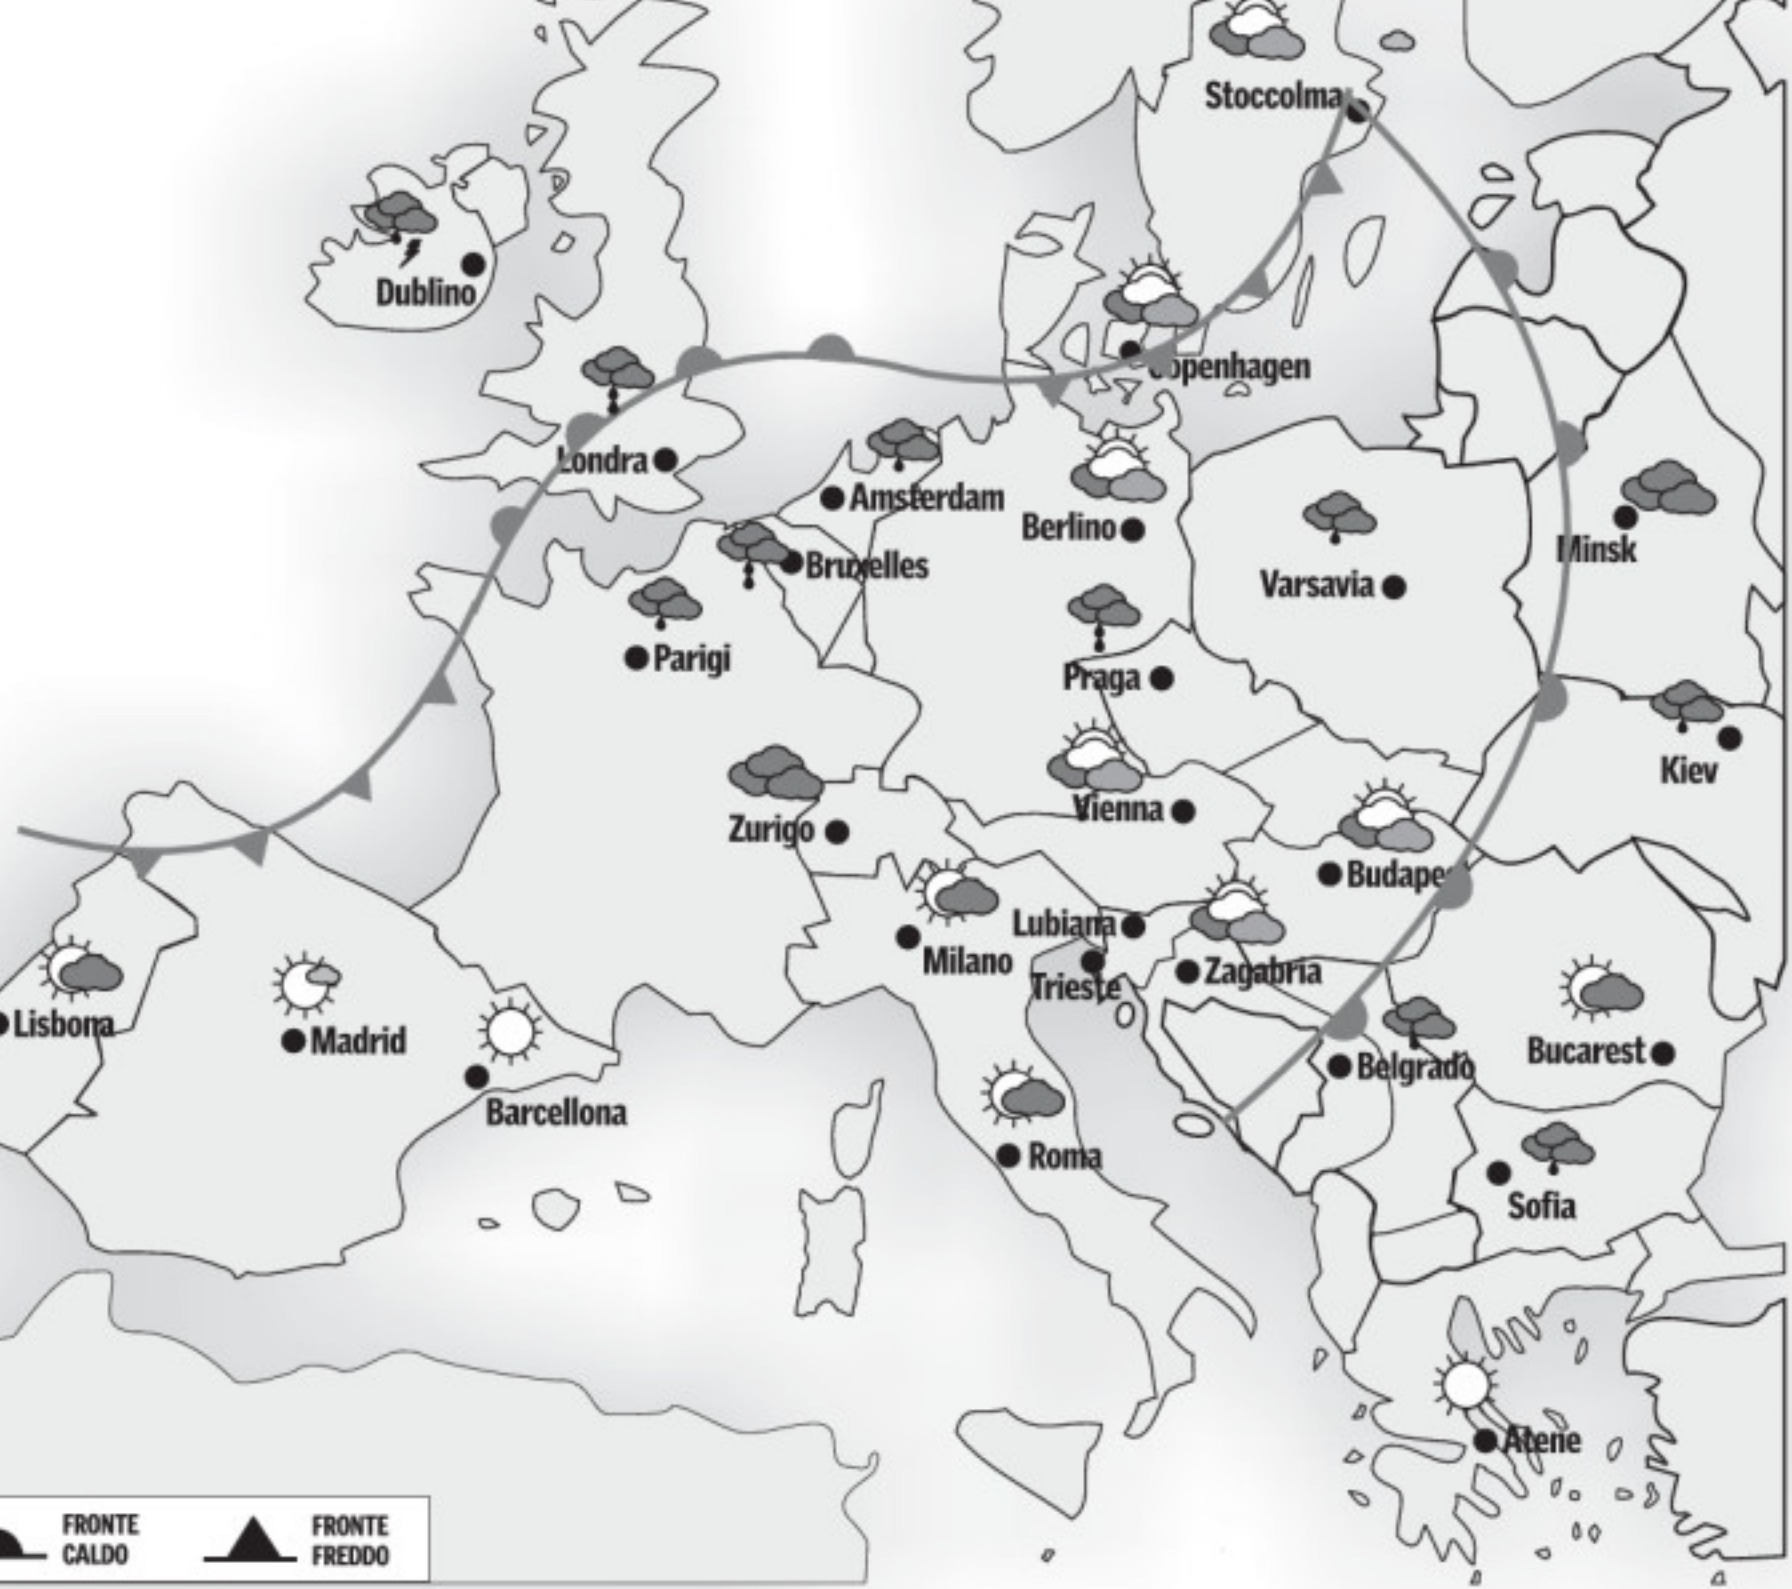 Stoccolma
Dublino
Copenhagen
Londra
Amsterdam
Berlino
Bruxelles
Minsk
Varsavia
Parigi
Praga
Kiev
Vienna
Zurigo
Budape
Lubiana
Milano
Zagabria
Trieste
Lisbona
Madrid
Belgrado
Bucarest
Barcellona
Roma
Sofia
Atene
FRONTE
CALDO
FRONTE
FREDDO